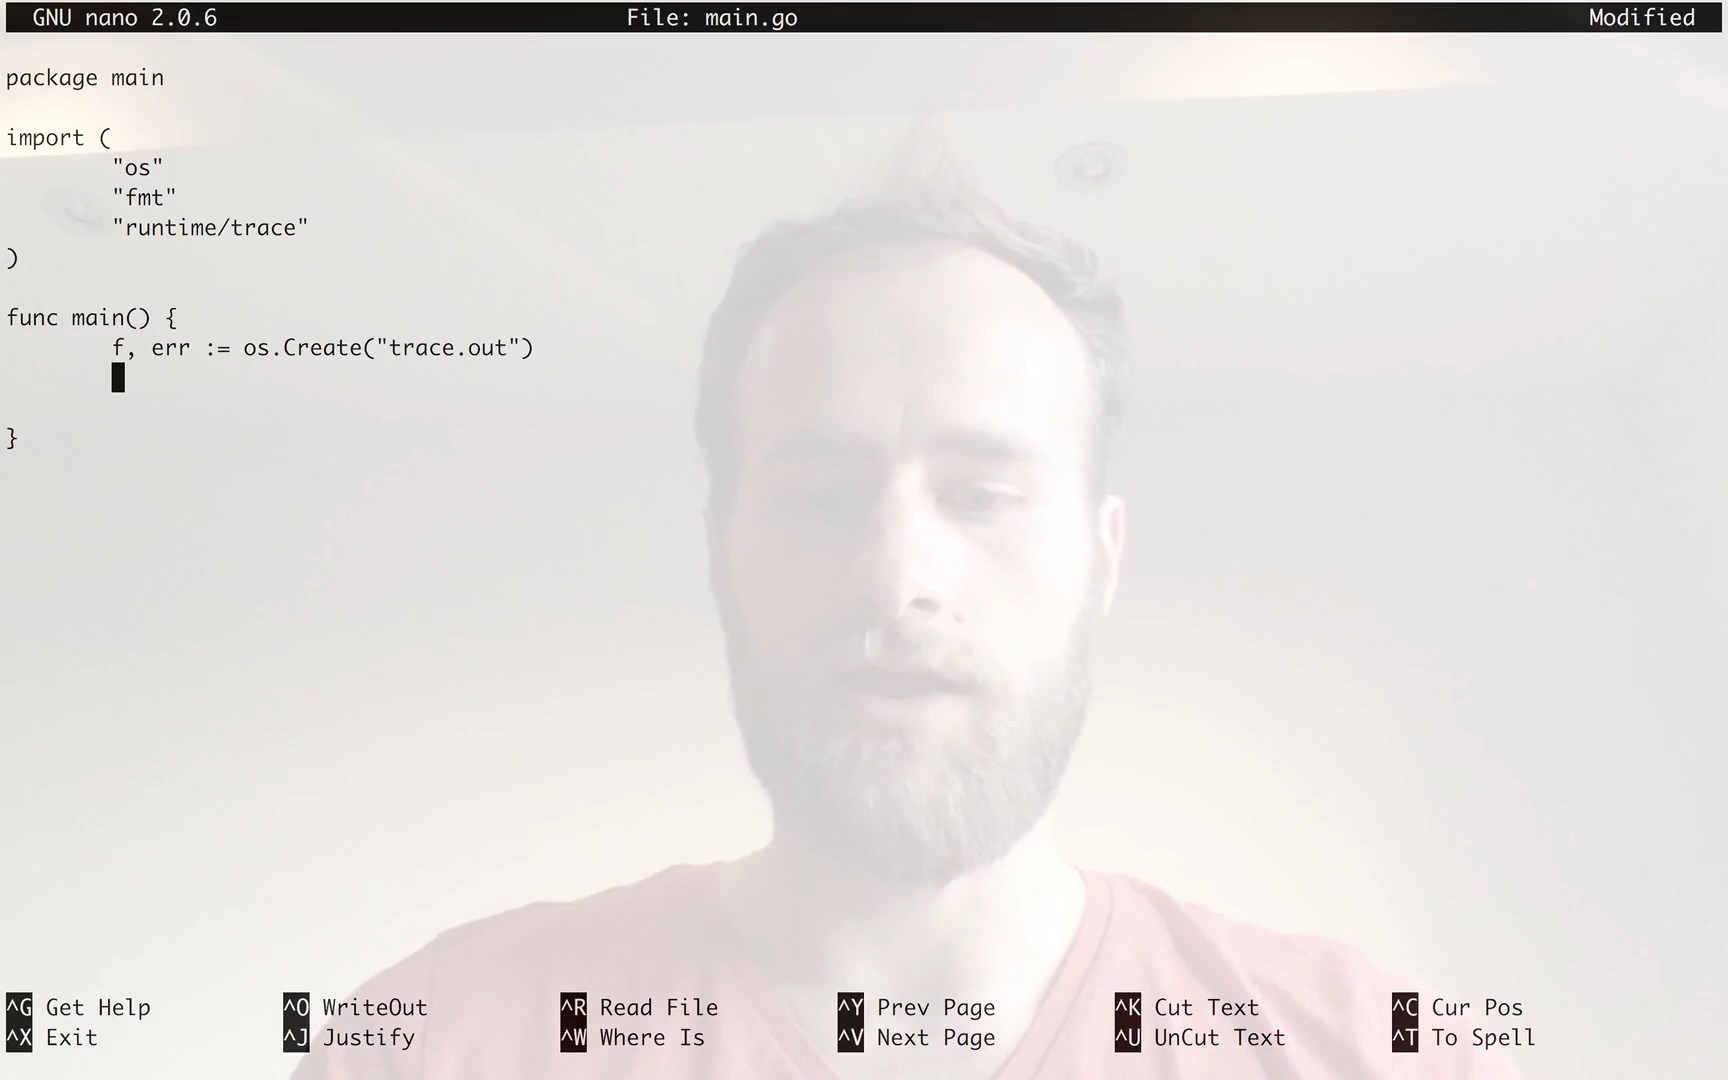 GNU nano 2.0.6 File: main.go Modified
package main
import (
"os"
"fmt"
"runtime/trace"
)
func main() {
f, err := os.Create("trace.out")
}
^G Get Help ^O WriteOut ^R Read File ^Y Prev Page ^K Cut Text ^C Cur Pos
^X Exit ^J Justify ^W Where Is ^V Next Page ^U UnCut Text ^T To Spell